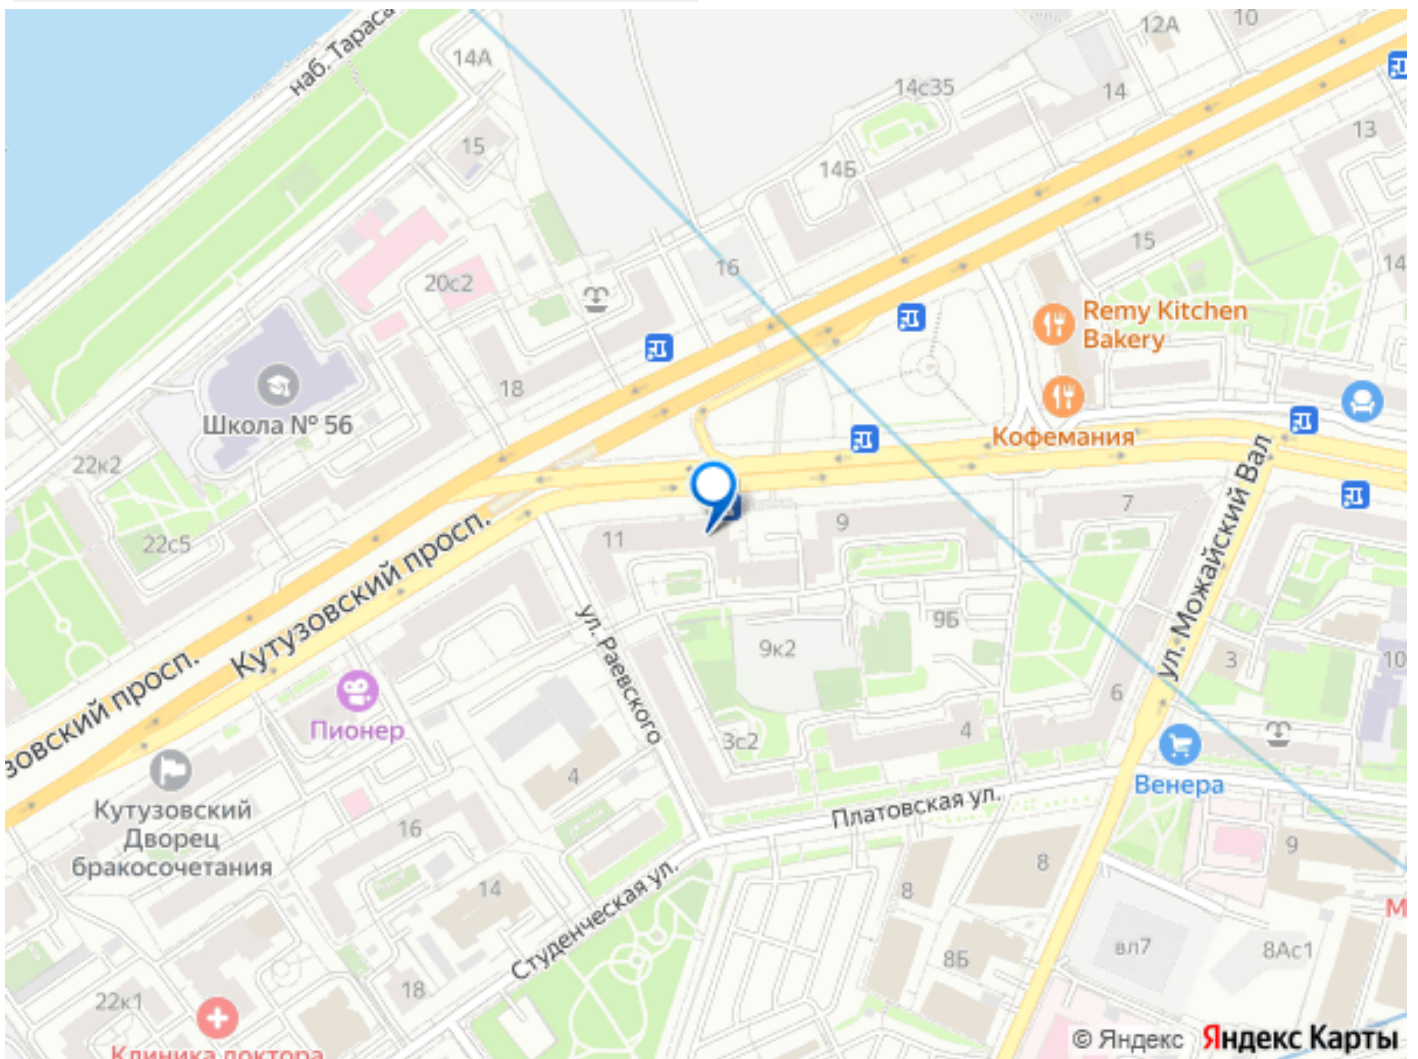 наб. Тараса
14А
12А
10
14с35
14
13
15
14Б
15
14
16
20с2
Remy Kitchen
Bakery
18
Школа № 56
Кофемания
22к2
22с5
Кутузовский просп.
11
9
7
ул. Можайский Вал
ул. Раевского
9Б
9к2
3
10
6
зовский просп.
Пионер
3с2
4
4
Венера
Кутузовский
Дворец
бракосочетания
16
Платовская ул.
14
8
8
9
Студенческая ул.
М
8Б
вл7
8Ас1
22к1
18
Клиника доктора
© Яндекс Яндекс Карты